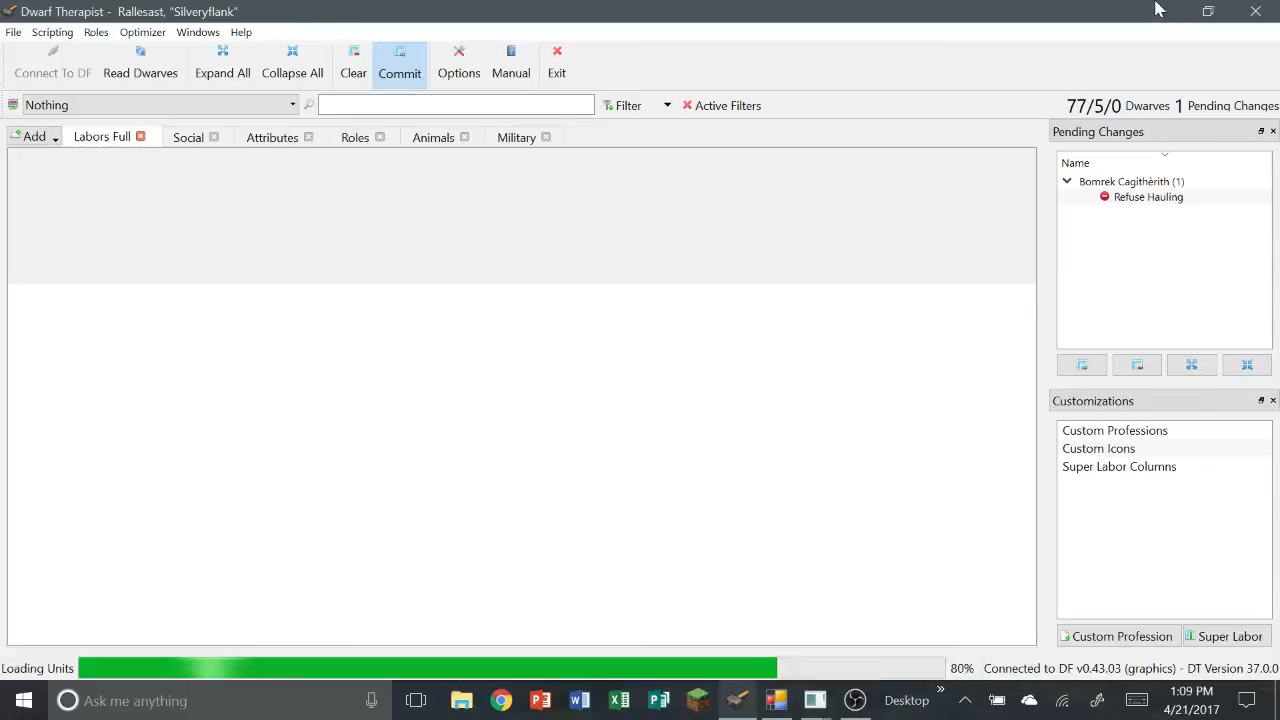 Dwarf Therapist - Rallesast, "Silveryflank"
File Scripting Roles Optimizer Windows Help
Connect To DF Read Dwarves Expand All Collapse All Clear Commit Options Manual Exit
Nothing Filter Active Filters 77/5/0 Dwarves 1 Pending Changes
Add Labors Full Social Attributes Roles Animals Military
Pending Changes
Name
Bomrek Cagithèrith (1)
Refuse Hauling
Customizations
Custom Professions
Custom Icons
Super Labor Columns
Custom Profession Super Labor
Loading Units 80% Connected to DF v0.43.03 (graphics) - DT Version 37.0.0
Ask me anything Desktop 1:09 PM
4/21/2017